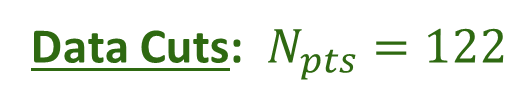 Data Cuts: N_pts = 122